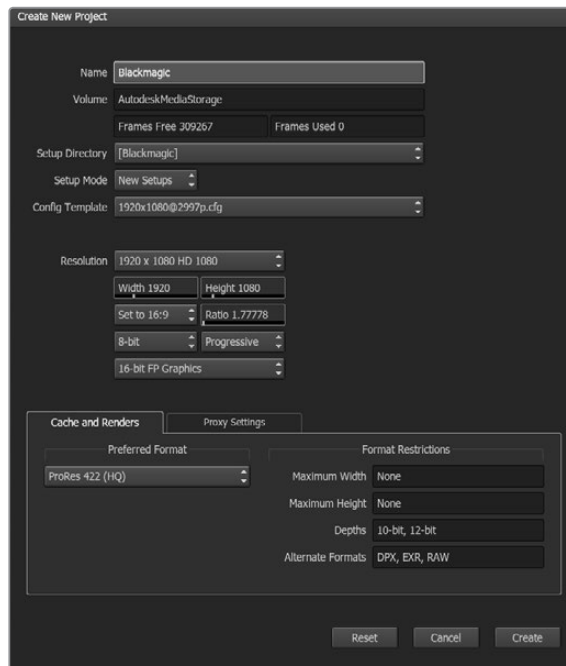 Create New Project
Name Blackmagic
Volume AutodeskMediaStorage
Frames Free 309267 Frames Used 0
Setup Directory [Blackmagic]
Setup Mode New Setups
Config Template 1920x1080@2997p.cfg
Resolution 1920 x 1080 HD 1080
Width 1920 Height 1080
Set to 16:9 Ratio 1.77778
8-bit Progressive
16-bit FP Graphics
Cache and Renders Proxy Settings
Preferred Format Format Restrictions
ProRes 422 (HQ) Maximum Width None
Maximum Height None
Depths 10-bit, 12-bit
Alternate Formats DPX, EXR, RAW
Reset Cancel Create